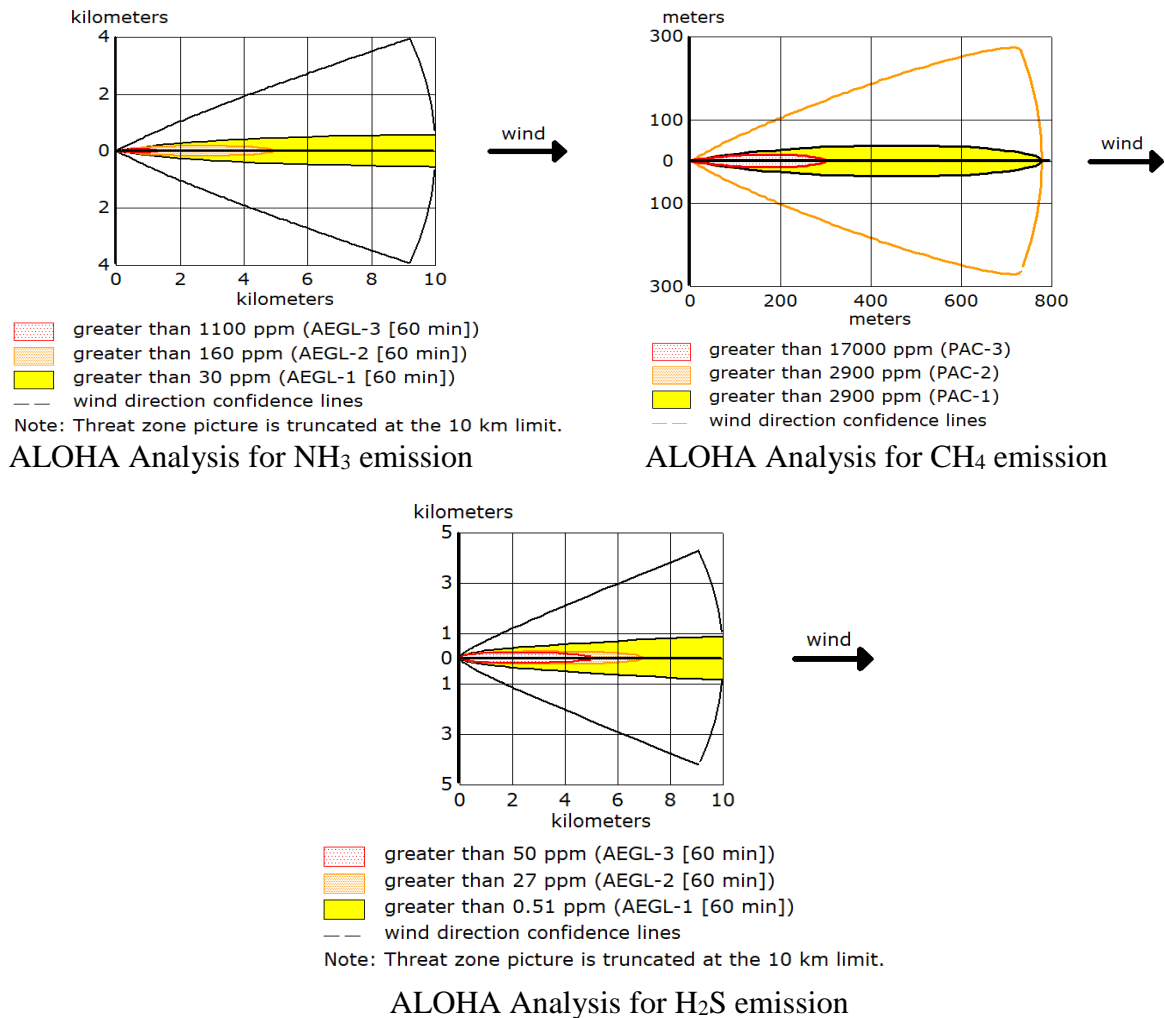 kilometers
4
2
0
2
4
0 2 4 6 8 10
kilometers
wind
greater than 1100 ppm (AEGL-3 [60 min])
greater than 160 ppm (AEGL-2 [60 min])
greater than 30 ppm (AEGL-1 [60 min])
wind direction confidence lines
Note: Threat zone picture is truncated at the 10 km limit.
ALOHA Analysis for NH₃ emission
meters
300
100
0
100
300
0 200 400 600 800
meters
wind
greater than 17000 ppm (PAC-3)
greater than 2900 ppm (PAC-2)
greater than 2900 ppm (PAC-1)
wind direction confidence lines
ALOHA Analysis for CH₄ emission
kilometers
5
3
1
0
1
3
5
0 2 4 6 8 10
kilometers
wind
greater than 50 ppm (AEGL-3 [60 min])
greater than 27 ppm (AEGL-2 [60 min])
greater than 0.51 ppm (AEGL-1 [60 min])
wind direction confidence lines
Note: Threat zone picture is truncated at the 10 km limit.
ALOHA Analysis for H₂S emission